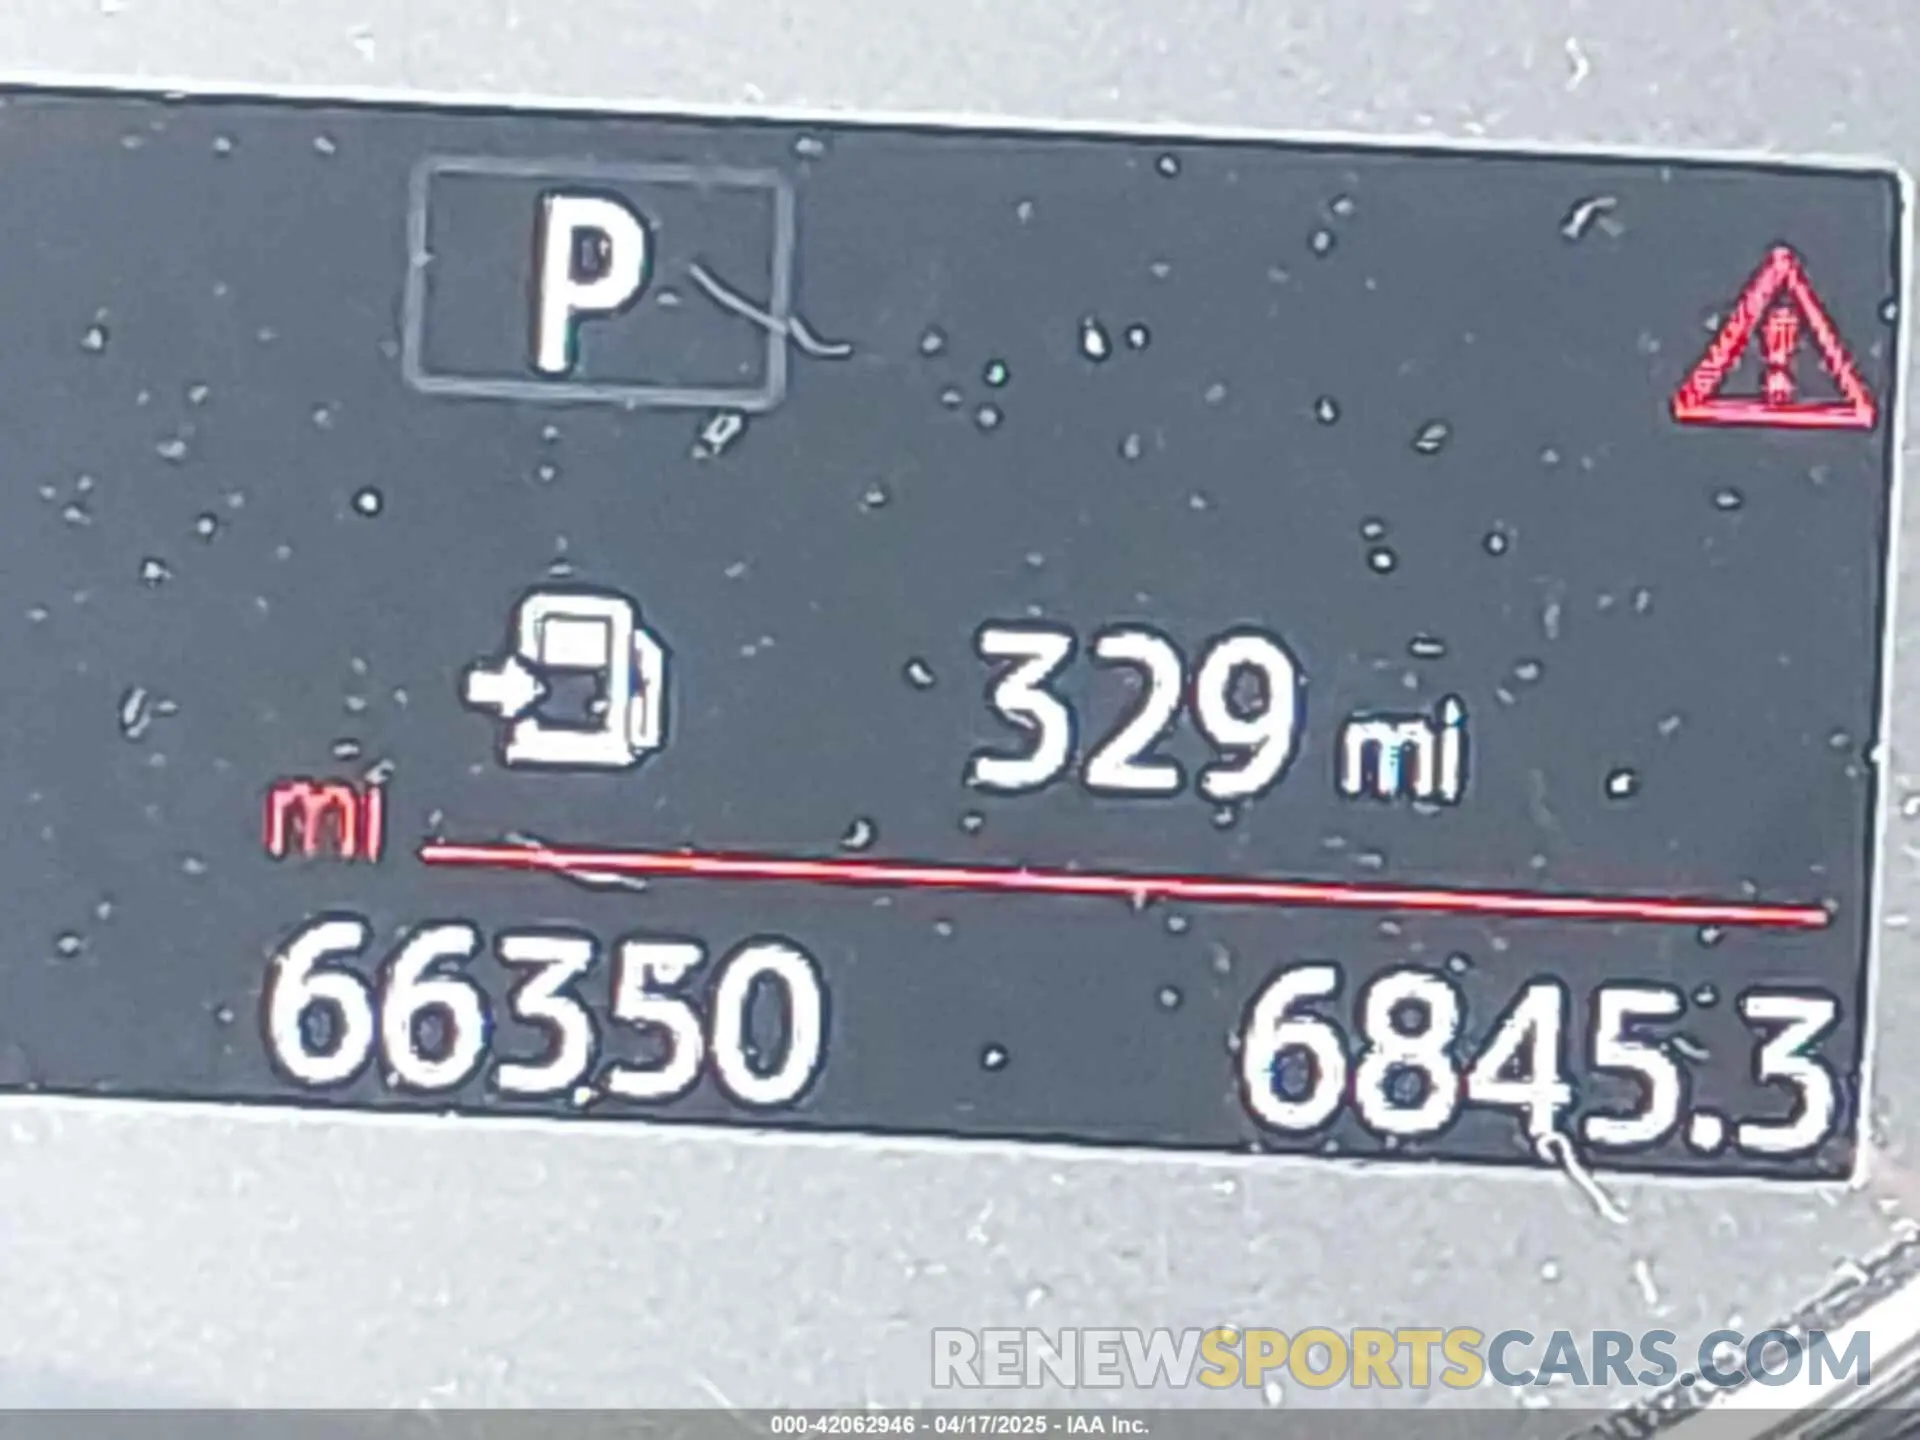 P
329 mi
mi
66350 6845.3
RENEWSPORTSCARS.COM
000-42062946 - 04/17/2025 - IAA Inc.